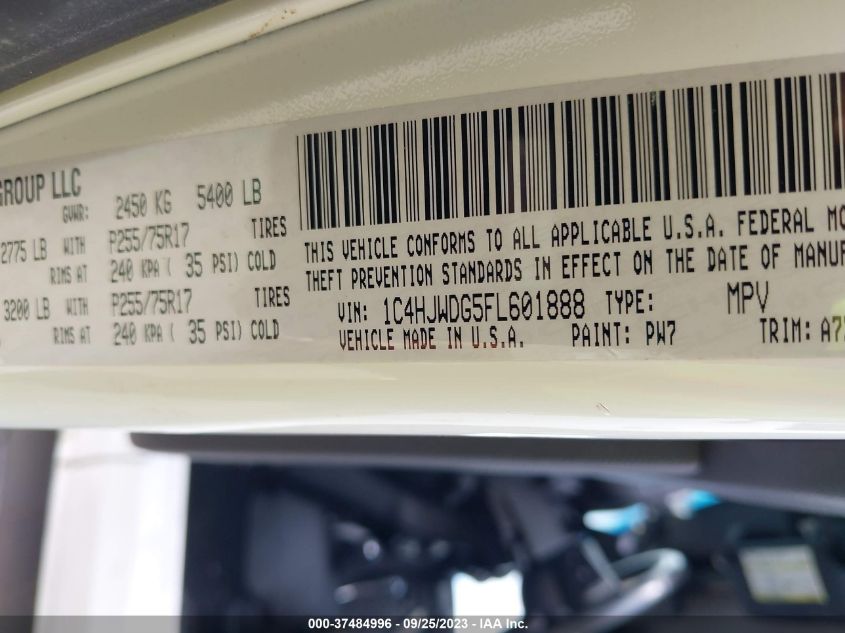 GROUP LLC
GVWR: 2450 KG 5400 LB
2775 LB WITH P255/75R17 TIRES
RIMS AT 240 KPA ( 35 PSI) COLD
3200 LB WITH P255/75R17 TIRES
RIMS AT 240 KPA ( 35 PSI) COLD
THIS VEHICLE CONFORMS TO ALL APPLICABLE U.S.A. FEDERAL MO
THEFT PREVENTION STANDARDS IN EFFECT ON THE DATE OF MANUF
VIN: 1C4HJWDG5FL601888 TYPE: MPV
VEHICLE MADE IN U.S.A. PAINT: PW7 TRIM: A7
000-37484996 - 09/25/2023 - IAA Inc.